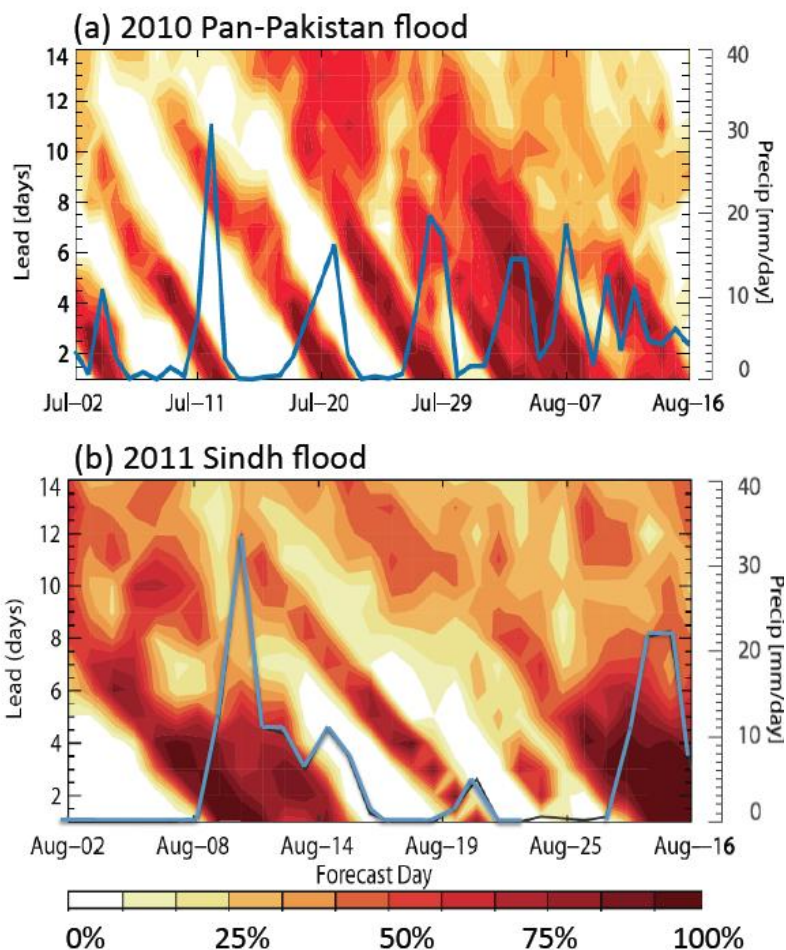 (a) 2010 Pan-Pakistan flood
14
12
10
8
6
4
2
Lead [days]
40
30
20
10
0
Precip [mm/day]
Jul–02 Jul–11 Jul–20 Jul–29 Aug–07 Aug–16
(b) 2011 Sindh flood
14
12
10
8
6
4
2
Lead (days)
40
30
20
10
0
Precip [mm/day]
Aug–02 Aug–08 Aug–14 Aug–19 Aug–25 Aug-–16
Forecast Day
0% 25% 50% 75% 100%